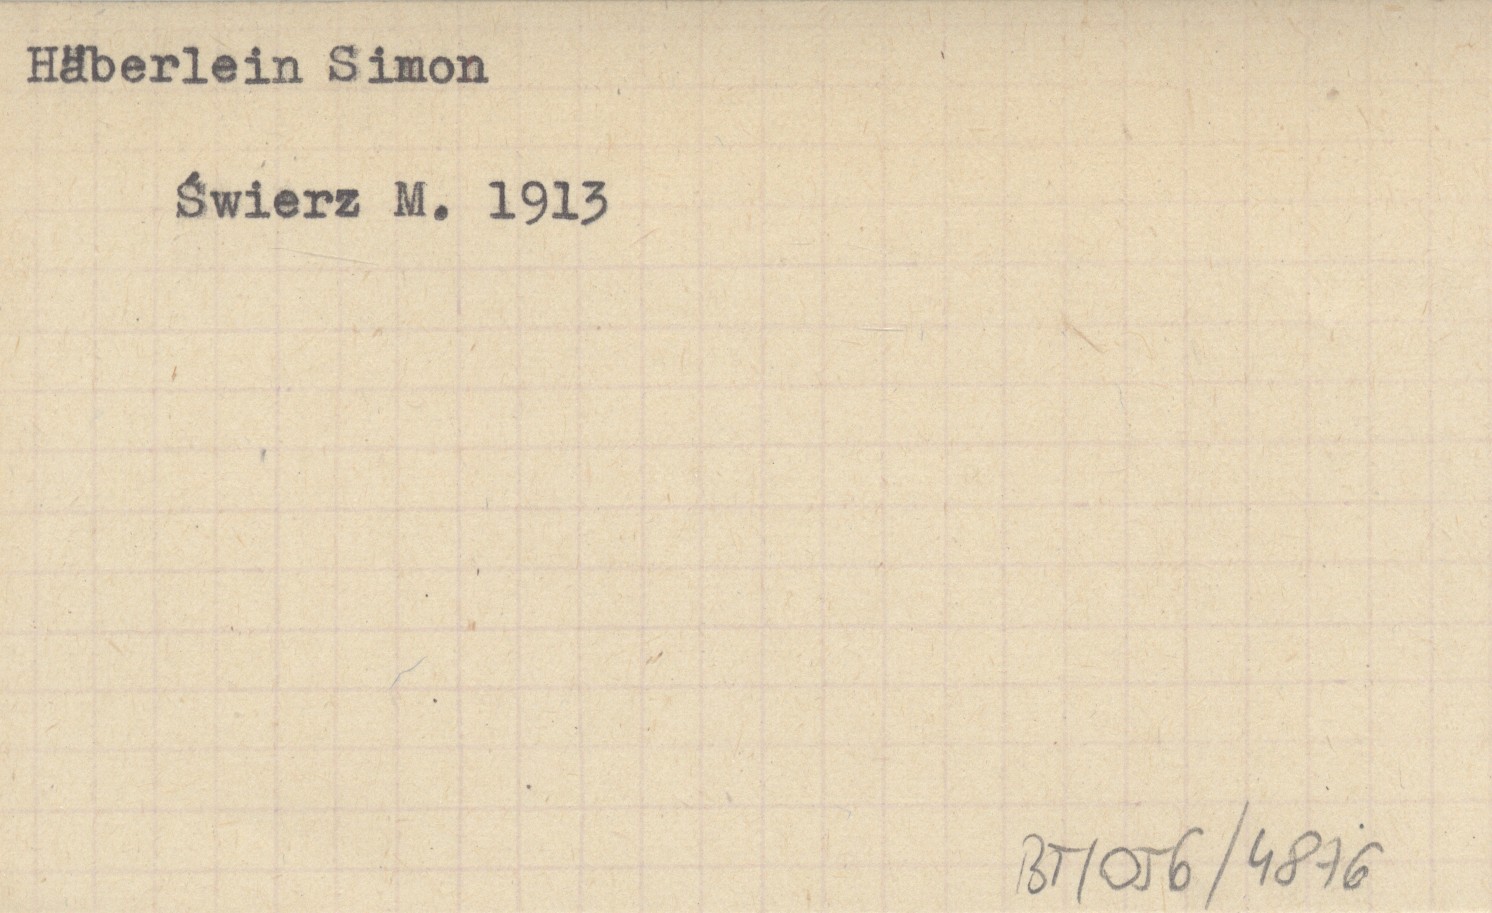 Häberlein Simon
Świerz M. 1913
BT/056/4876